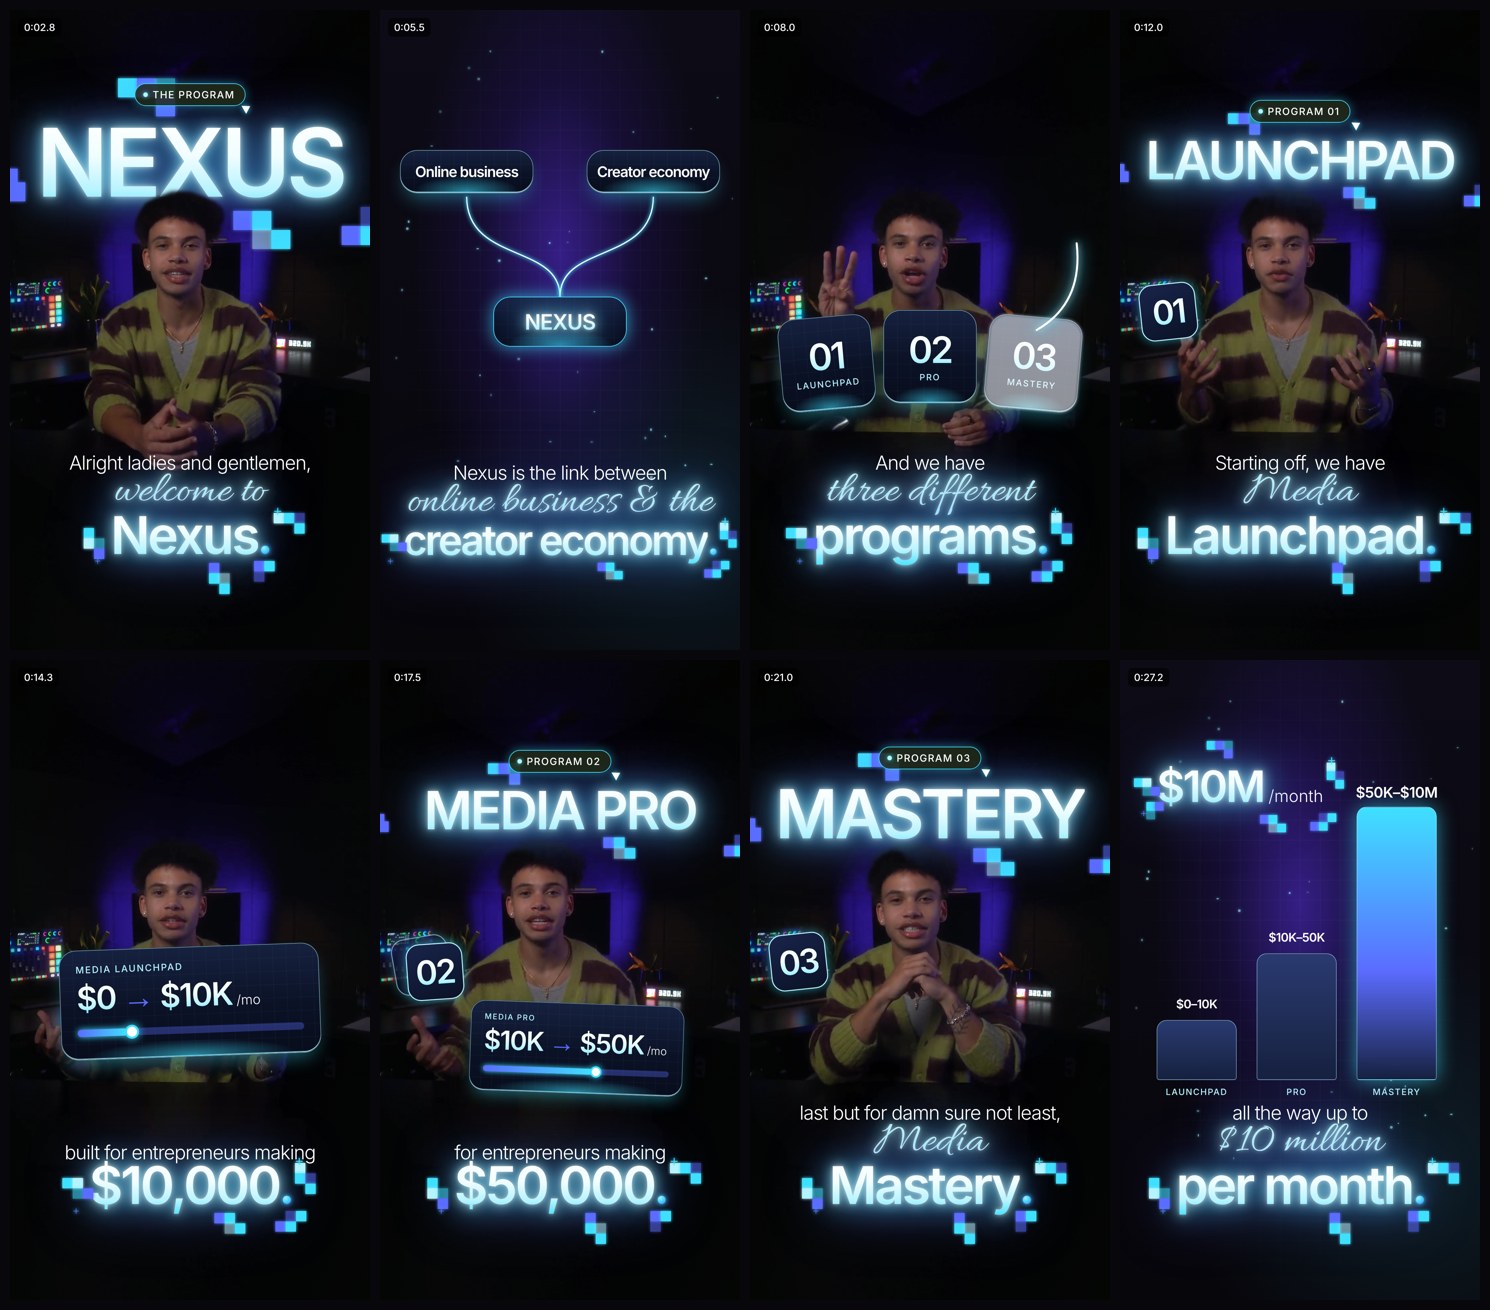 0:02.8
THE PROGRAM
NEXUS
Alright ladies and gentlemen,
welcome to
Nexus.
0:05.5
Online business
Creator economy
NEXUS
Nexus is the link between
online business & the
creator economy.
0:08.0
01
LAUNCHPAD
02
PRO
03
MASTERY
And we have
three different
programs.
0:12.0
PROGRAM 01
LAUNCHPAD
01
Starting off, we have
Media
Launchpad.
0:14.3
MEDIA LAUNCHPAD
$0 → $10K /mo
built for entrepreneurs making
$10,000.
0:17.5
PROGRAM 02
MEDIA PRO
02
MEDIA PRO
$10K → $50K /mo
for entrepreneurs making
$50,000.
0:21.0
PROGRAM 03
MASTERY
03
last but for damn sure not least,
Media
Mastery.
0:27.2
$10M /month
$50K–$10M
$10K–50K
$0–10K
LAUNCHPAD
PRO
MASTERY
all the way up to
$10 million
per month.